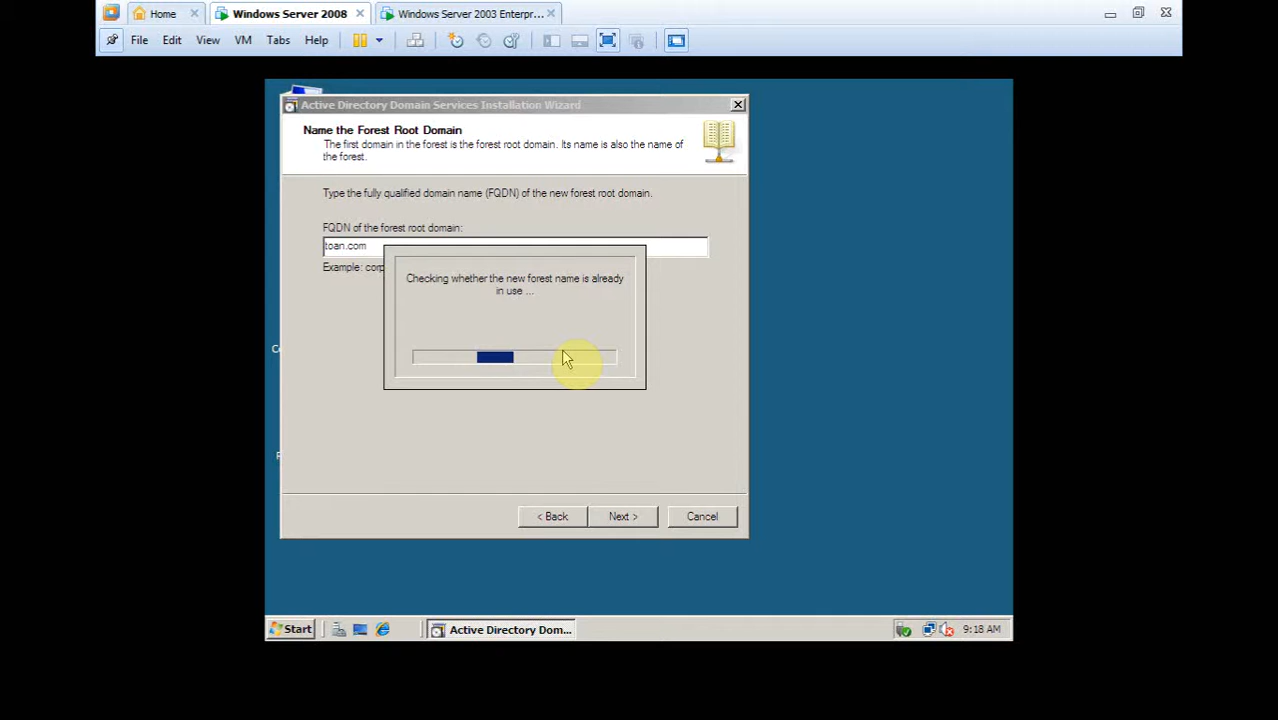 Home
Windows Server 2008
Windows Server 2003 Enterpr...
File Edit View VM Tabs Help
Active Directory Domain Services Installation Wizard
Name the Forest Root Domain
The first domain in the forest is the forest root domain. Its name is also the name of
the forest.
Type the fully qualified domain name (FQDN) of the new forest root domain.
FQDN of the forest root domain:
toan.com
Example: corp
Checking whether the new forest name is already
in use ...
< Back Next > Cancel
Start
Active Directory Dom...
9:18 AM